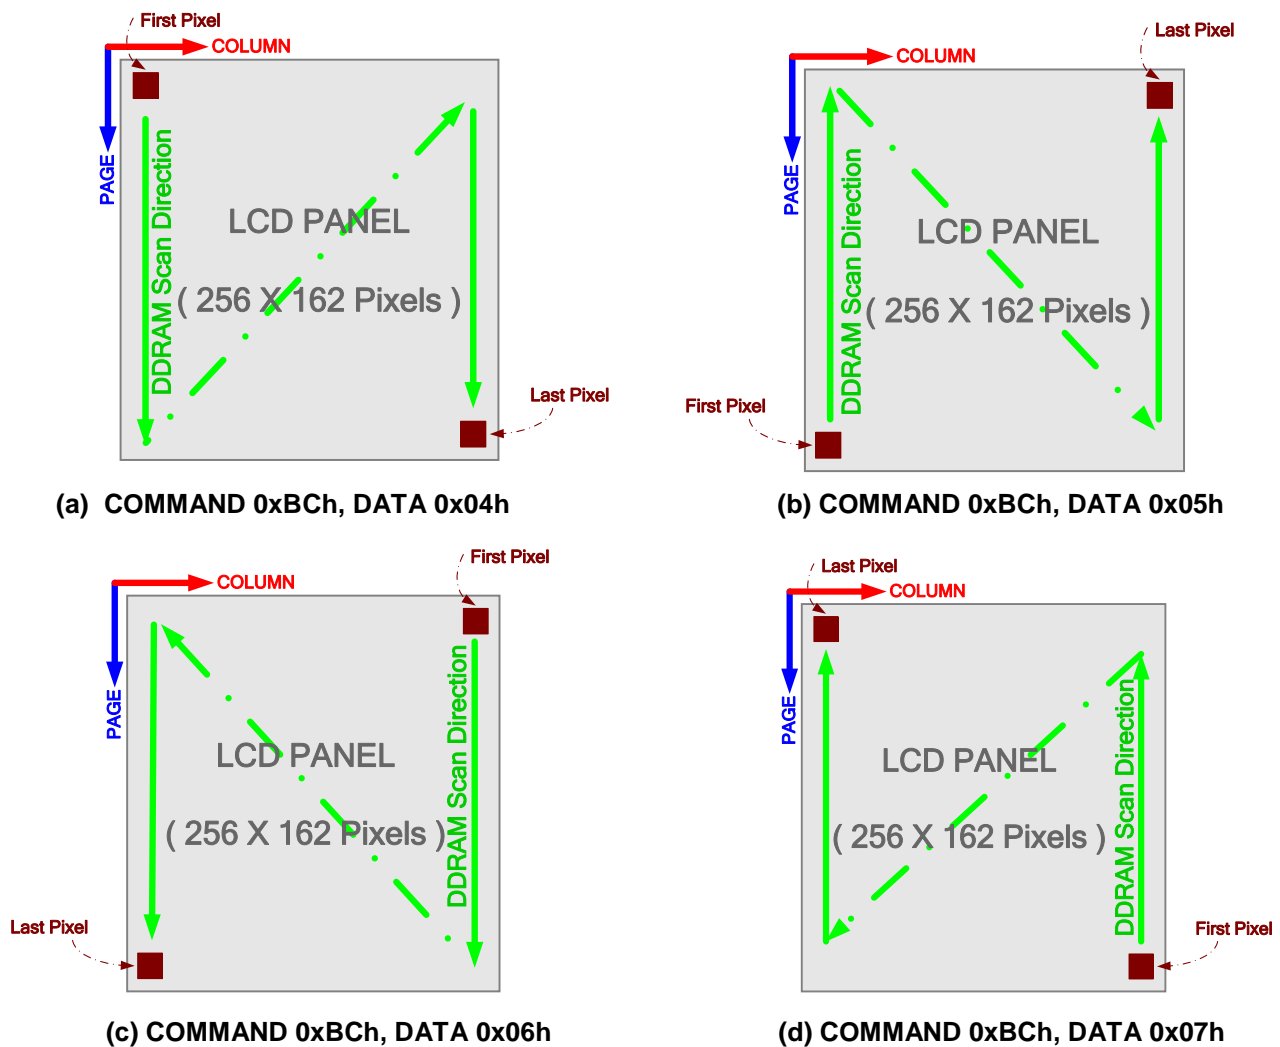 First Pixel
COLUMN
PAGE
DDRAM Scan Direction
LCD PANEL
( 256 X 162 Pixels )
Last Pixel
(a) COMMAND 0xBCh, DATA 0x04h
Last Pixel
COLUMN
PAGE
DDRAM Scan Direction
LCD PANEL
( 256 X 162 Pixels )
First Pixel
(b) COMMAND 0xBCh, DATA 0x05h
First Pixel
COLUMN
PAGE
DDRAM Scan Direction
LCD PANEL
( 256 X 162 Pixels )
Last Pixel
(c) COMMAND 0xBCh, DATA 0x06h
Last Pixel
COLUMN
PAGE
DDRAM Scan Direction
LCD PANEL
( 256 X 162 Pixels )
First Pixel
(d) COMMAND 0xBCh, DATA 0x07h